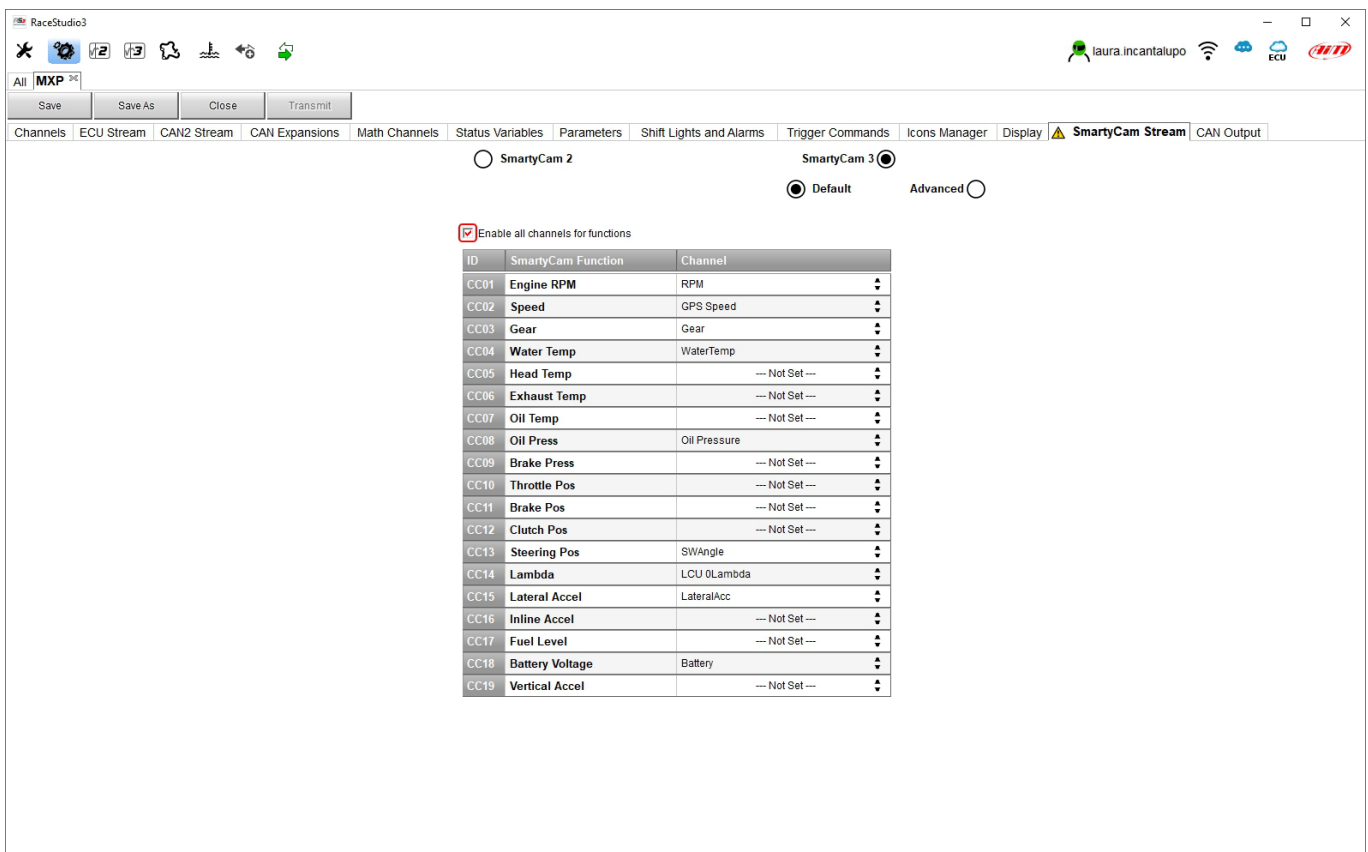 RaceStudio3
2 3 laura.incantalupo ECU AiM
All MXP
Save Save As Close Transmit
Channels ECU Stream CAN2 Stream CAN Expansions Math Channels Status Variables Parameters Shift Lights and Alarms Trigger Commands Icons Manager Display SmartyCam Stream CAN Output
SmartyCam 2 SmartyCam 3
Default Advanced
Enable all channels for functions
ID SmartyCam Function Channel
CC01 Engine RPM RPM
CC02 Speed GPS Speed
CC03 Gear Gear
CC04 Water Temp WaterTemp
CC05 Head Temp --- Not Set ---
CC06 Exhaust Temp --- Not Set ---
CC07 Oil Temp --- Not Set ---
CC08 Oil Press Oil Pressure
CC09 Brake Press --- Not Set ---
CC10 Throttle Pos --- Not Set ---
CC11 Brake Pos --- Not Set ---
CC12 Clutch Pos --- Not Set ---
CC13 Steering Pos SWAngle
CC14 Lambda LCU 0Lambda
CC15 Lateral Accel LateralAcc
CC16 Inline Accel --- Not Set ---
CC17 Fuel Level --- Not Set ---
CC18 Battery Voltage Battery
CC19 Vertical Accel --- Not Set ---